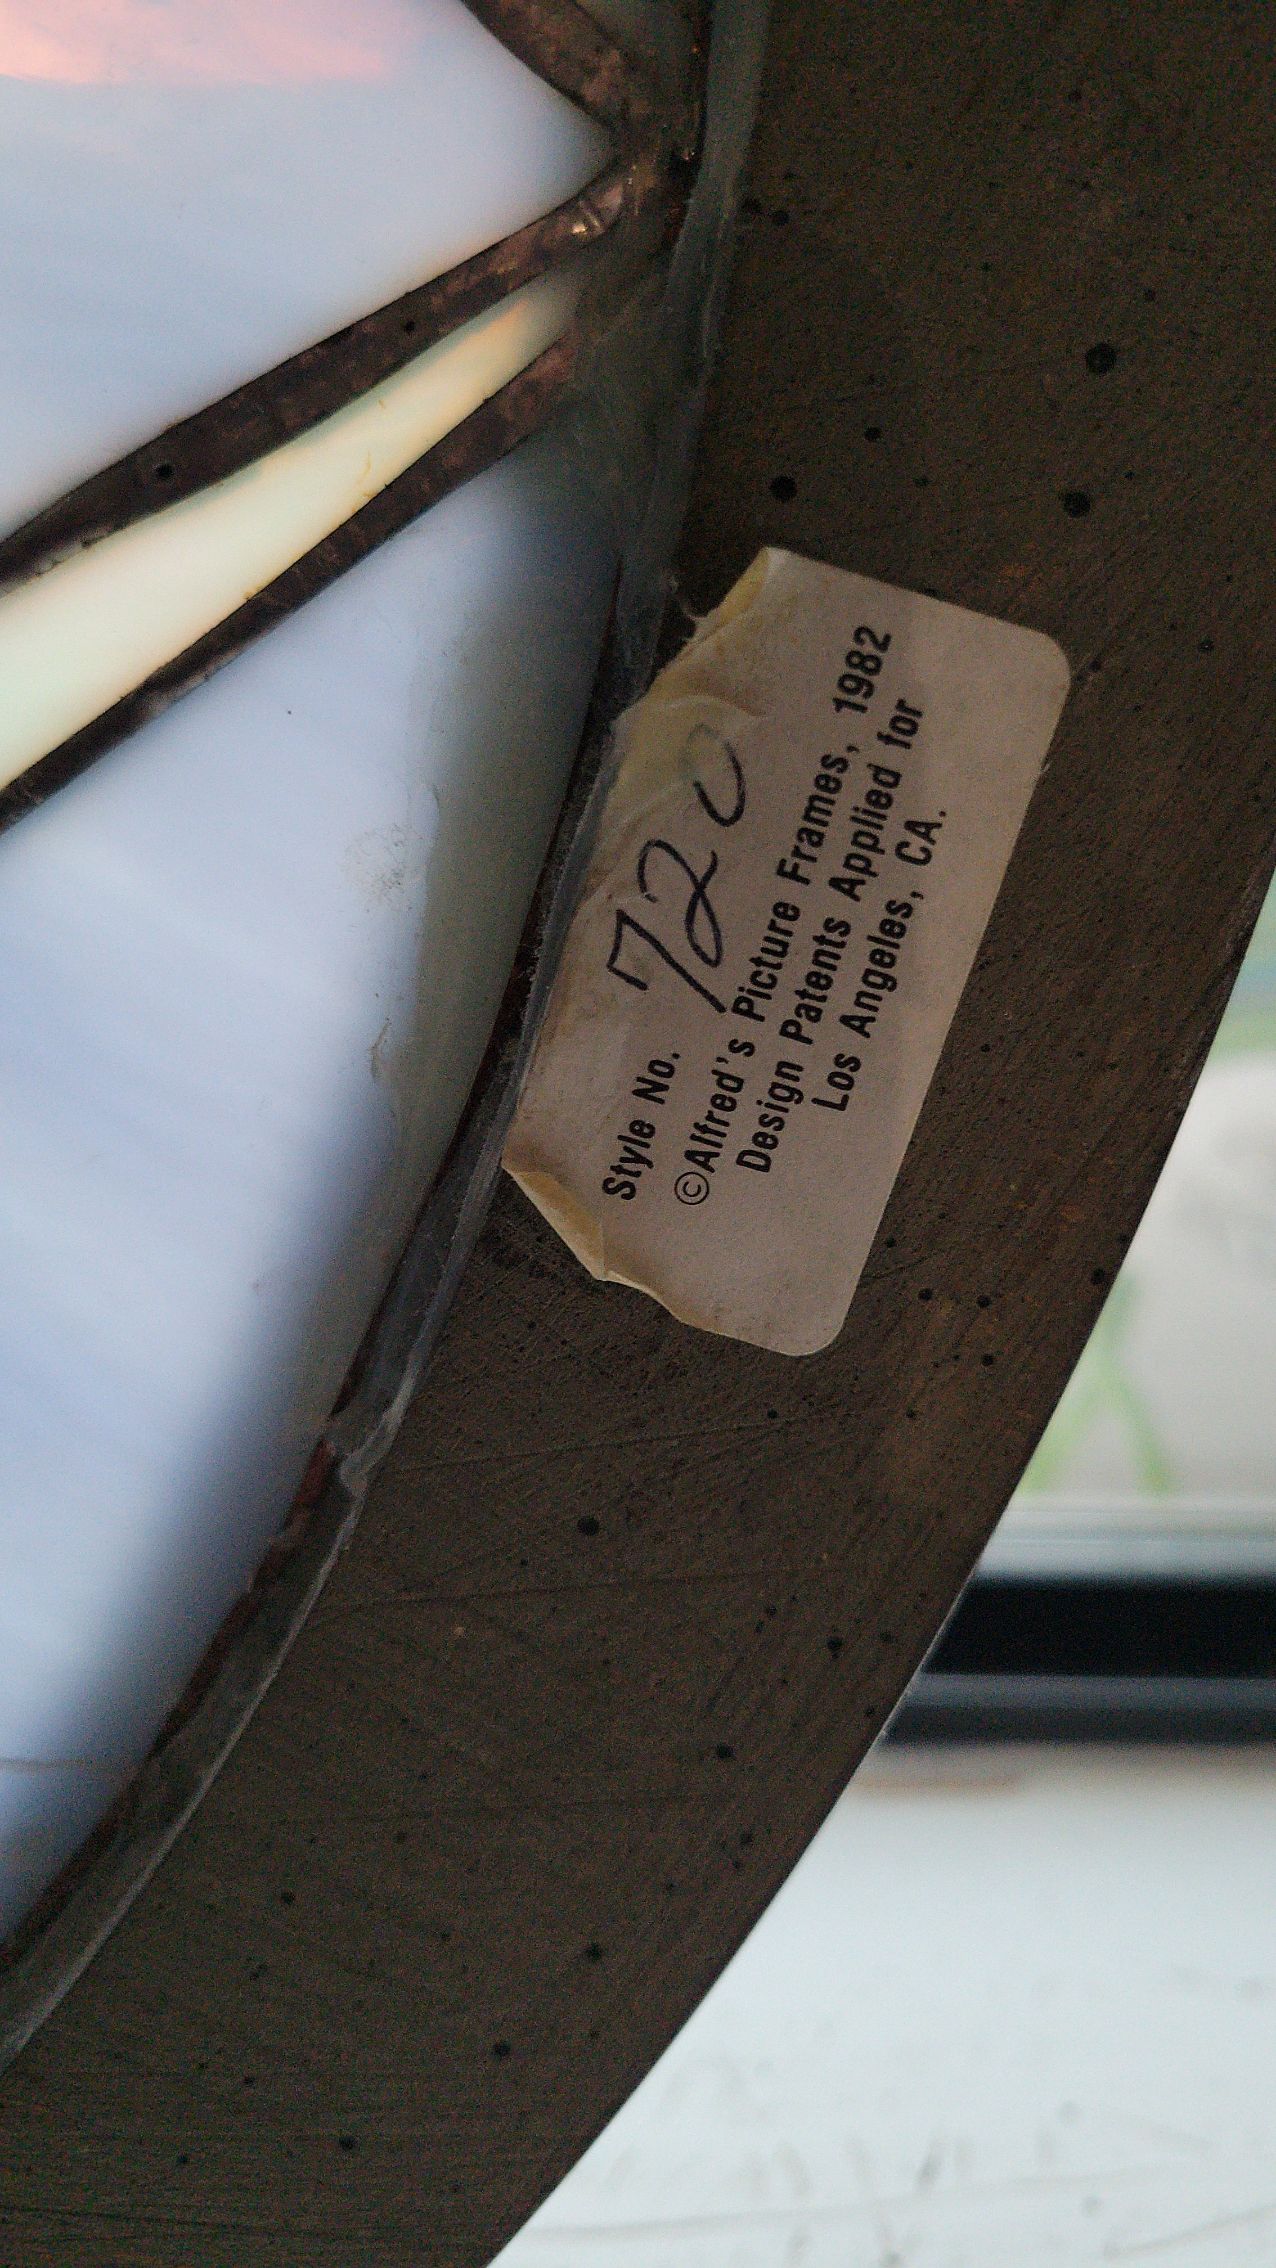 Style No. 720
©Alfred's Picture Frames, 1982
Design Patents Applied for
Los Angeles, CA.